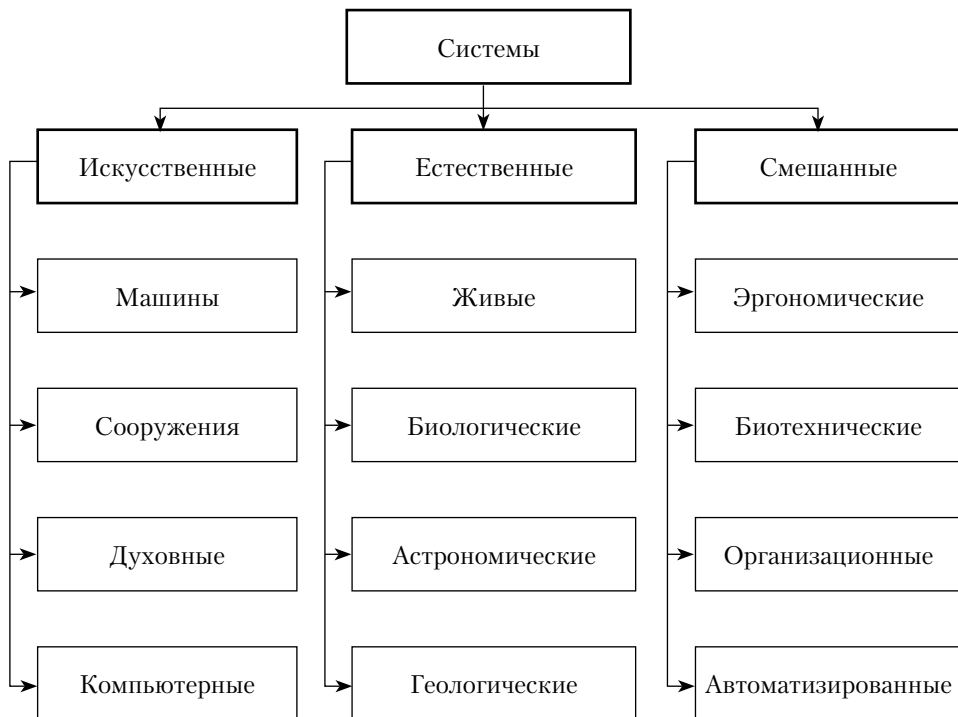 Системы
Искусственные
Естественные
Смешанные
Машины
Живые
Эргономические
Сооружения
Биологические
Биотехнические
Духовные
Астрономические
Организационные
Компьютерные
Геологические
Автоматизированные